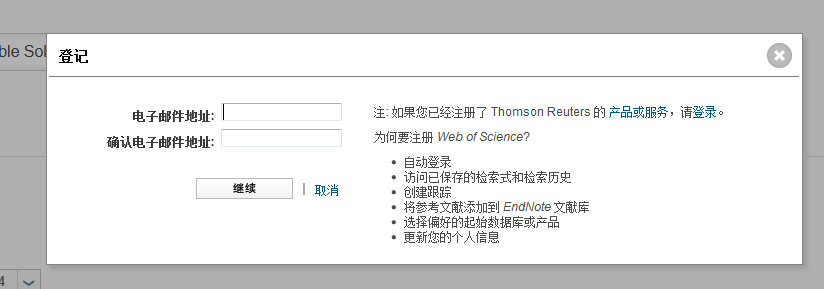 ble Sol
登记
电子邮件地址:
确认电子邮件地址:
继续 | 取消
注: 如果您已经注册了 Thomson Reuters 的 产品或服务，请登录。
为何要注册 Web of Science?
• 自动登录
• 访问已保存的检索式和检索历史
• 创建跟踪
• 将参考文献添加到 EndNote 文献库
• 选择偏好的起始数据库或产品
• 更新您的个人信息
4